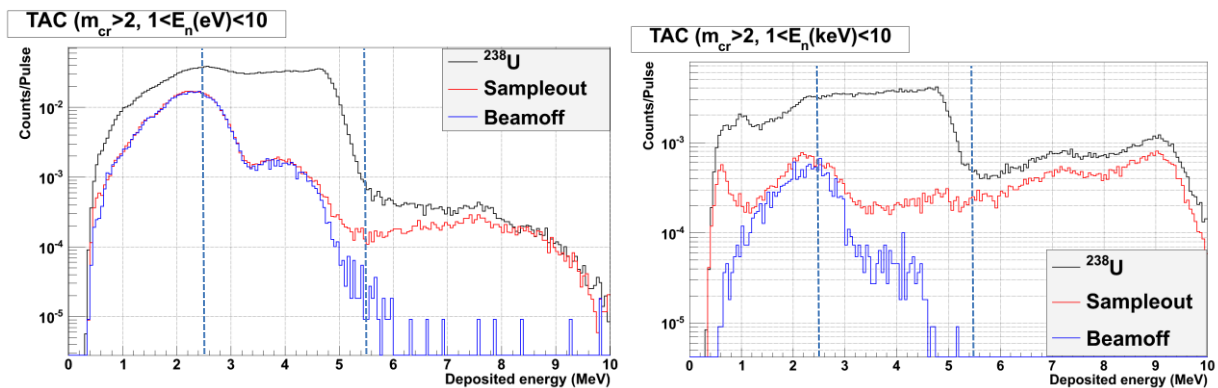 TAC (m_cr>2, 1<E_n(eV)<10
Counts/Pulse
10^-2
10^-3
10^-4
10^-5
238U
Sampleout
Beamoff
0 1 2 3 4 5 6 7 8 9 10
Deposited energy (MeV)
TAC (m_cr>2, 1<E_n(keV)<10
Counts/Pulse
10^-2
10^-3
10^-4
10^-5
238U
Sampleout
Beamoff
0 1 2 3 4 5 6 7 8 9 10
Deposited energy (MeV)